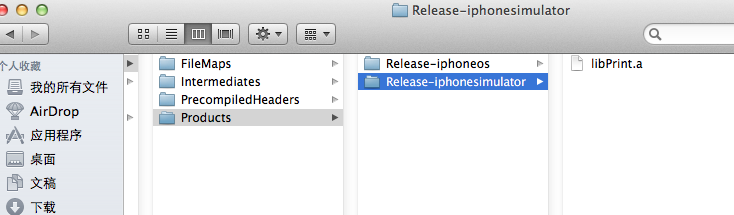 Release-iphonesimulator
个人收藏
我的所有文件
AirDrop
应用程序
桌面
文稿
下载
FileMaps
Intermediates
PrecompiledHeaders
Products
Release-iphoneos
Release-iphonesimulator
libPrint.a